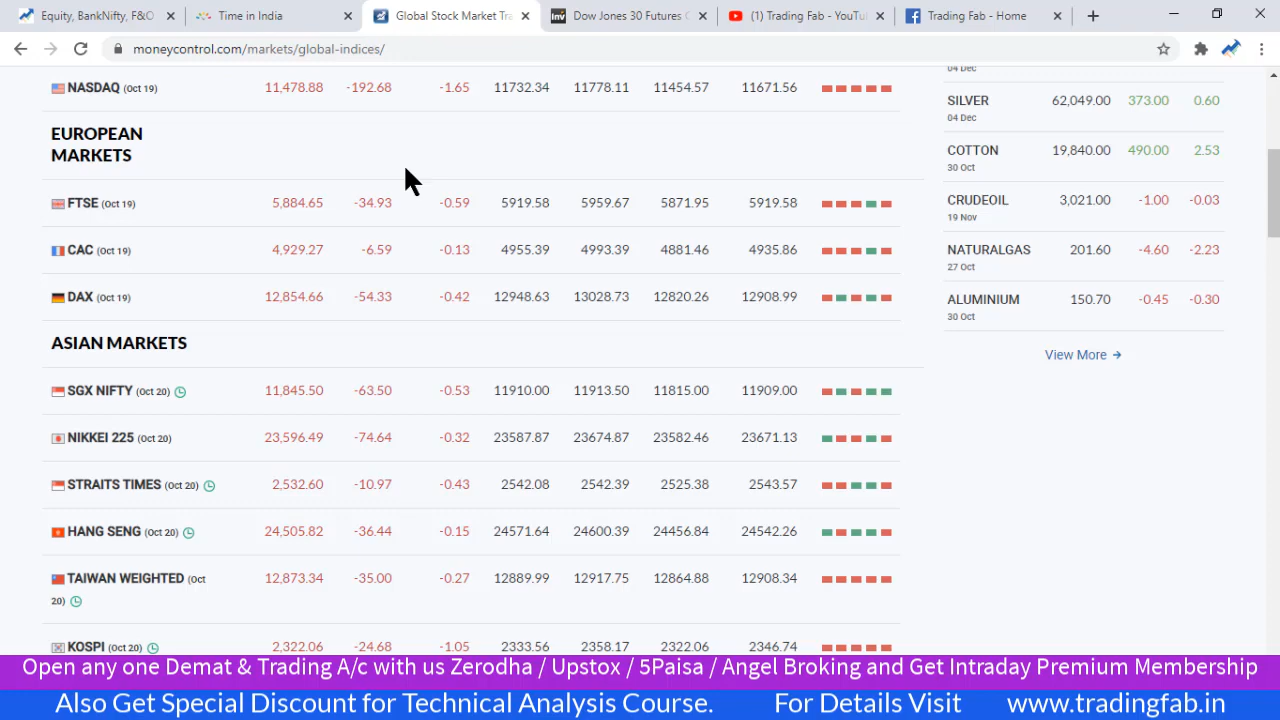 Equity, BankNifty, F&O
Time in India
Global Stock Market Tra
Dow Jones 30 Futures
(1) Trading Fab - YouTu
Trading Fab - Home
moneycontrol.com/markets/global-indices/
NASDAQ (Oct 19) 11,478.88 -192.68 -1.65 11732.34 11778.11 11454.57 11671.56
EUROPEAN
MARKETS
FTSE (Oct 19) 5,884.65 -34.93 -0.59 5919.58 5959.67 5871.95 5919.58
CAC (Oct 19) 4,929.27 -6.59 -0.13 4955.39 4993.39 4881.46 4935.86
DAX (Oct 19) 12,854.66 -54.33 -0.42 12948.63 13028.73 12820.26 12908.99
ASIAN MARKETS
SGX NIFTY (Oct 20) 11,845.50 -63.50 -0.53 11910.00 11913.50 11815.00 11909.00
NIKKEI 225 (Oct 20) 23,596.49 -74.64 -0.32 23587.87 23674.87 23582.46 23671.13
STRAITS TIMES (Oct 20) 2,532.60 -10.97 -0.43 2542.08 2542.39 2525.38 2543.57
HANG SENG (Oct 20) 24,505.82 -36.44 -0.15 24571.64 24600.39 24456.84 24542.26
TAIWAN WEIGHTED (Oct 12,873.34 -35.00 -0.27 12889.99 12917.75 12864.88 12908.34
20)
KOSPI (Oct 20) 2,322.06 -24.68 -1.05 2333.56 2358.17 2322.06 2346.74
04 Dec
SILVER 62,049.00 373.00 0.60
04 Dec
COTTON 19,840.00 490.00 2.53
30 Oct
CRUDEOIL 3,021.00 -1.00 -0.03
19 Nov
NATURALGAS 201.60 -4.60 -2.23
27 Oct
ALUMINIUM 150.70 -0.45 -0.30
30 Oct
View More
Open any one Demat & Trading A/c with us Zerodha / Upstox / 5Paisa / Angel Broking and Get Intraday Premium Membership
Also Get Special Discount for Technical Analysis Course. For Details Visit www.tradingfab.in